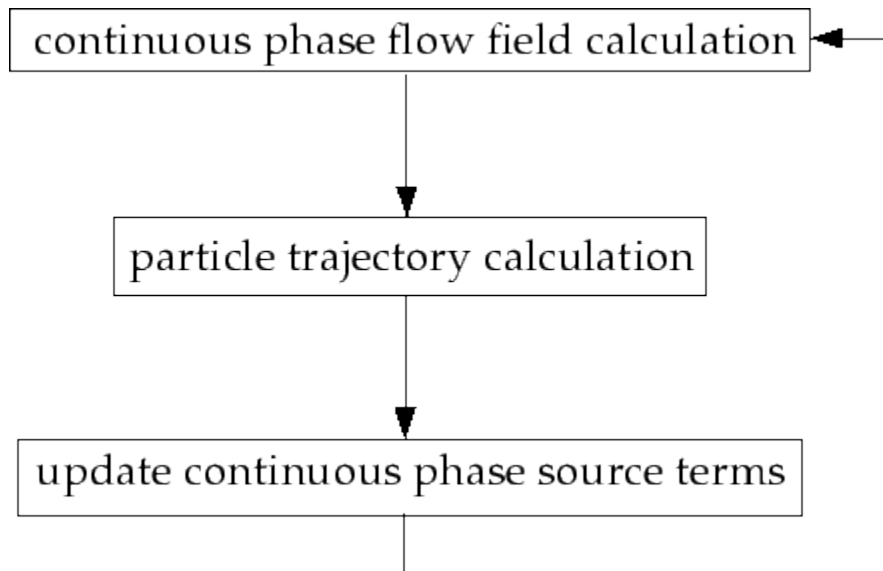 continuous phase flow field calculation
particle trajectory calculation
update continuous phase source terms